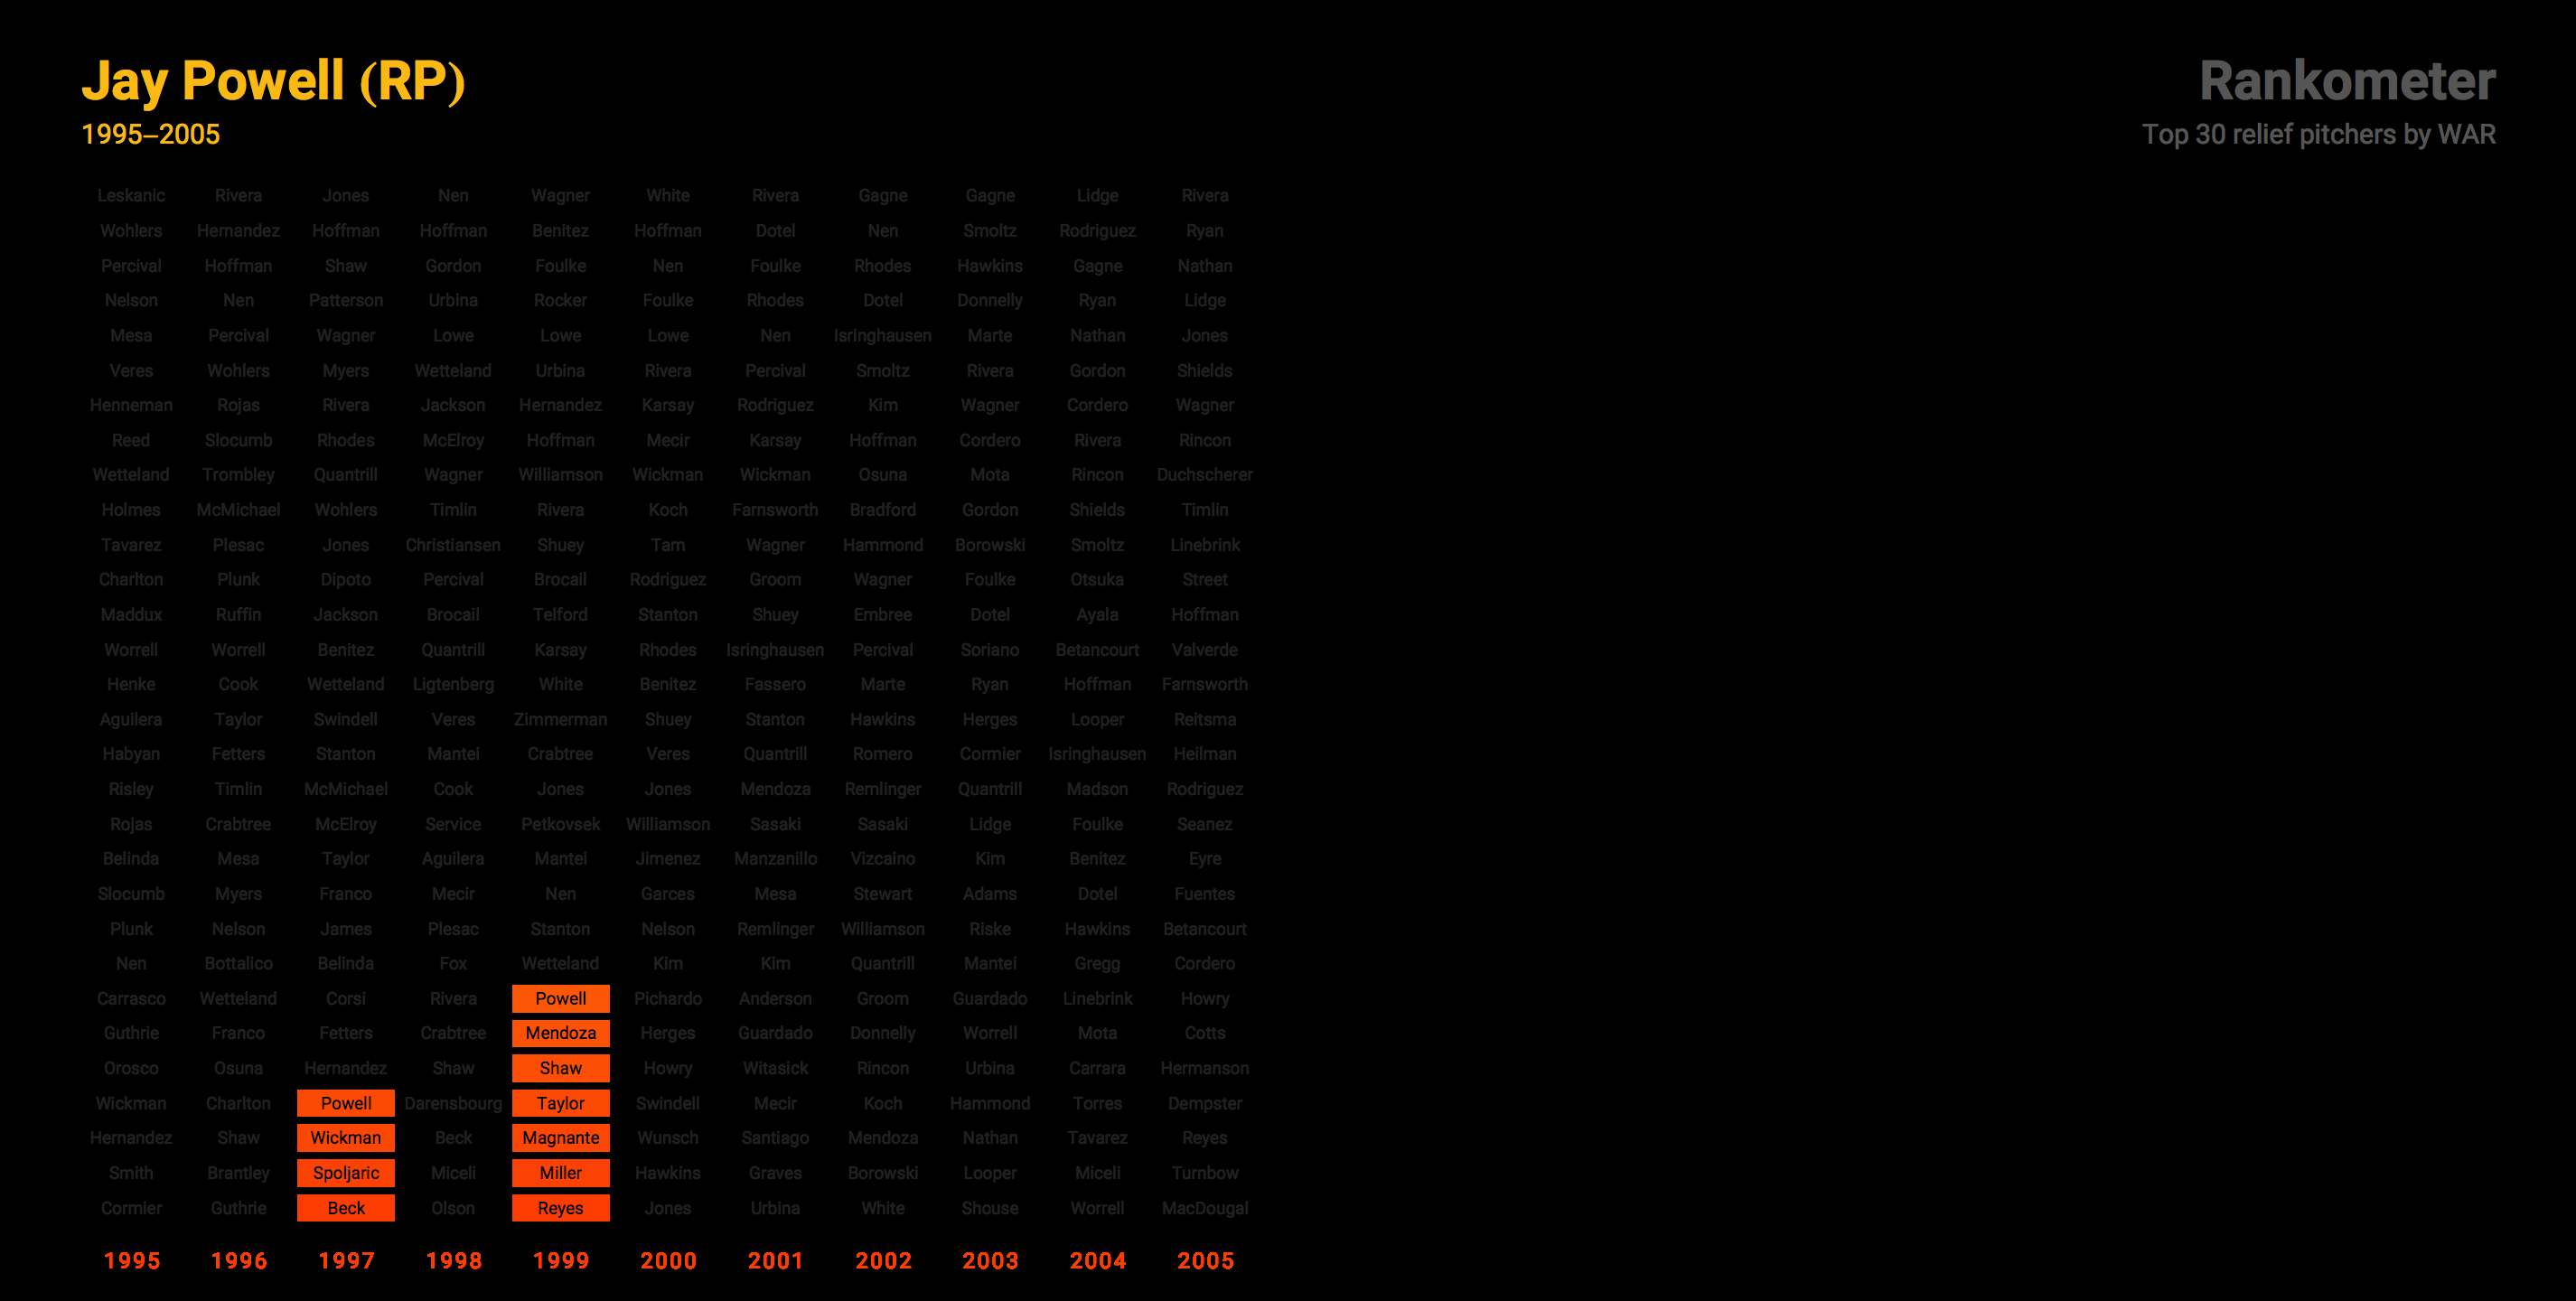 Jay Powell (RP)
1995–2005
Rankometer
Top 30 relief pitchers by WAR
Leskanic Rivera Jones Nen Wagner White Rivera Gagne Gagne Lidge Rivera
Wohlers Hernandez Hoffman Hoffman Benitez Hoffman Dotel Nen Smoltz Rodriguez Ryan
Percival Hoffman Shaw Gordon Foulke Nen Foulke Rhodes Hawkins Gagne Nathan
Nelson Nen Patterson Urbina Rocker Foulke Rhodes Dotel Donnelly Ryan Lidge
Mesa Percival Wagner Lowe Lowe Lowe Nen Isringhausen Marte Nathan Jones
Veres Wohlers Myers Wetteland Urbina Rivera Percival Smoltz Rivera Gordon Shields
Henneman Rojas Rivera Jackson Hernandez Karsay Rodriguez Kim Wagner Cordero Wagner
Reed Slocumb Rhodes McElroy Hoffman Mecir Karsay Hoffman Cordero Rivera Rincon
Wetteland Trombley Quantrill Wagner Williamson Wickman Wickman Osuna Mota Rincon Duchscherer
Holmes McMichael Wohlers Timlin Rivera Koch Farnsworth Bradford Gordon Shields Timlin
Tavarez Plesac Jones Christiansen Shuey Tam Wagner Hammond Borowski Smoltz Linebrink
Charlton Plunk Dipoto Percival Brocail Rodriguez Groom Wagner Foulke Otsuka Street
Maddux Ruffin Jackson Brocail Telford Stanton Shuey Embree Dotel Ayala Hoffman
Worrell Worrell Benitez Quantrill Karsay Rhodes Isringhausen Percival Soriano Betancourt Valverde
Henke Cook Wetteland Ligtenberg White Benitez Fassero Marte Ryan Hoffman Farnsworth
Aguilera Taylor Swindell Veres Zimmerman Shuey Stanton Hawkins Herges Looper Reitsma
Habyan Fetters Stanton Mantei Crabtree Veres Quantrill Romero Cormier Isringhausen Heilman
Risley Timlin McMichael Cook Jones Jones Mendoza Remlinger Quantrill Madson Rodriguez
Rojas Crabtree McElroy Service Petkovsek Williamson Sasaki Sasaki Lidge Foulke Seanez
Belinda Mesa Taylor Aguilera Mantei Jimenez Manzanillo Vizcaino Kim Benitez Eyre
Slocumb Myers Franco Mecir Nen Garces Mesa Stewart Adams Dotel Fuentes
Plunk Nelson James Plesac Stanton Nelson Remlinger Williamson Riske Hawkins Betancourt
Nen Bottalico Belinda Fox Wetteland Kim Kim Quantrill Mantei Gregg Cordero
Carrasco Wetteland Corsi Rivera Powell Pichardo Anderson Groom Guardado Linebrink Howry
Guthrie Franco Fetters Crabtree Mendoza Herges Guardado Donnelly Worrell Mota Cotts
Orosco Osuna Hernandez Shaw Shaw Howry Witasick Rincon Urbina Carrara Hermanson
Wickman Charlton Powell Darensbourg Taylor Swindell Mecir Koch Hammond Torres Dempster
Hernandez Shaw Wickman Beck Magnante Wunsch Santiago Mendoza Nathan Tavarez Reyes
Smith Brantley Spoljaric Miceli Miller Hawkins Graves Borowski Looper Miceli Turnbow
Cormier Guthrie Beck Olson Reyes Jones Urbina White Shouse Worrell MacDougal
1995 1996 1997 1998 1999 2000 2001 2002 2003 2004 2005